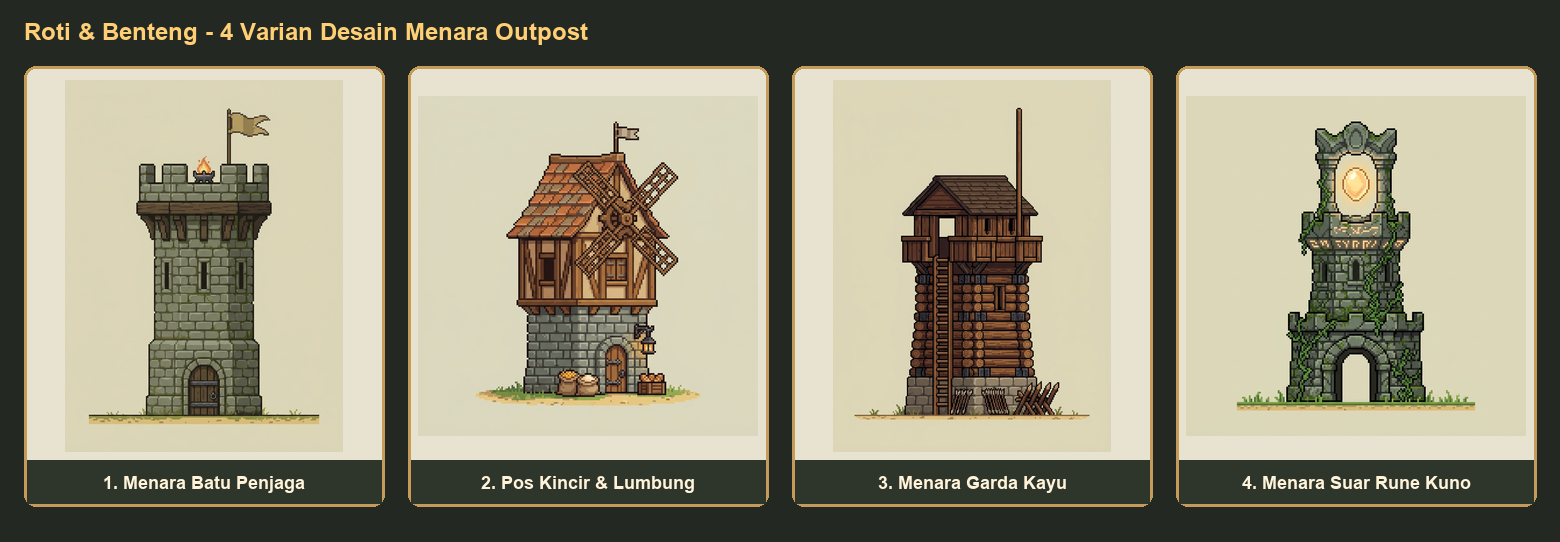 Roti & Benteng - 4 Varian Desain Menara Outpost
1. Menara Batu Penjaga
2. Pos Kincir & Lumbung
3. Menara Garda Kayu
4. Menara Suar Rune Kuno